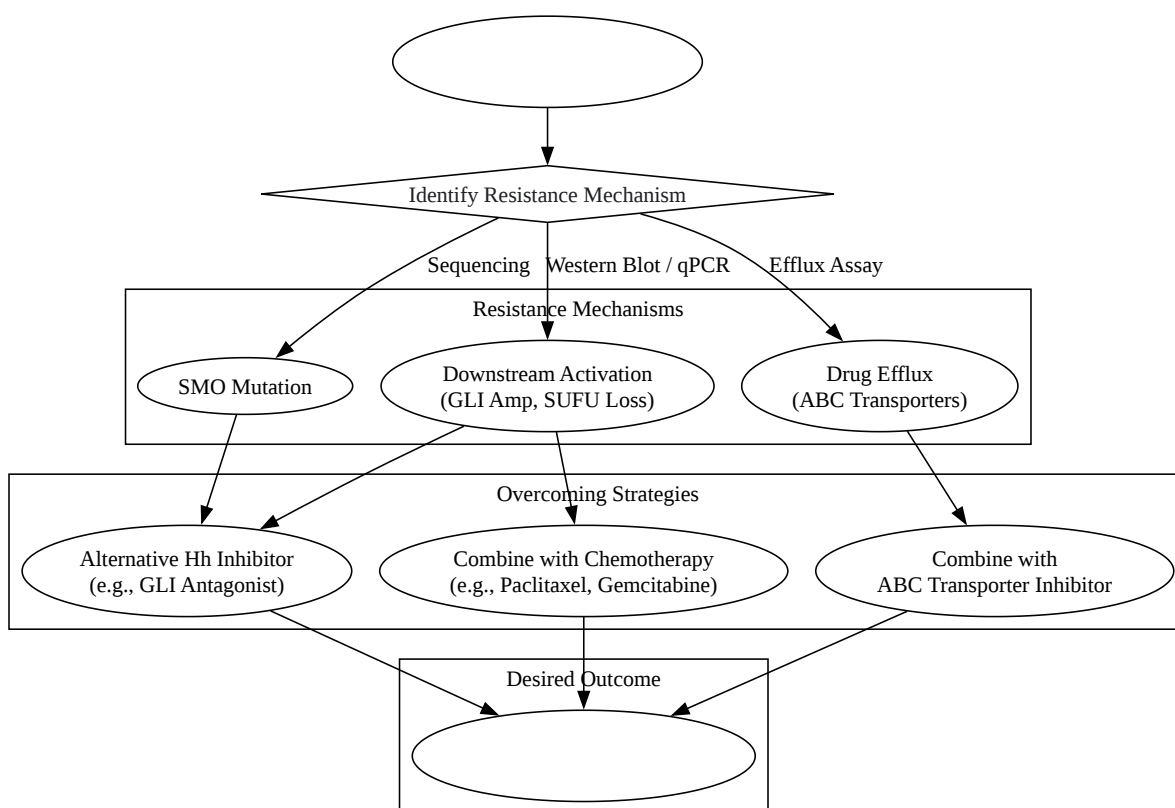 Identify Resistance Mechanism
Sequencing
Western Blot / qPCR
Efflux Assay
Resistance Mechanisms
SMO Mutation
Downstream Activation
(GLI Amp, SUFU Loss)
Drug Efflux
(ABC Transporters)
Overcoming Strategies
Alternative Hh Inhibitor
(e.g., GLI Antagonist)
Combine with Chemotherapy
(e.g., Paclitaxel, Gemcitabine)
Combine with
ABC Transporter Inhibitor
Desired Outcome